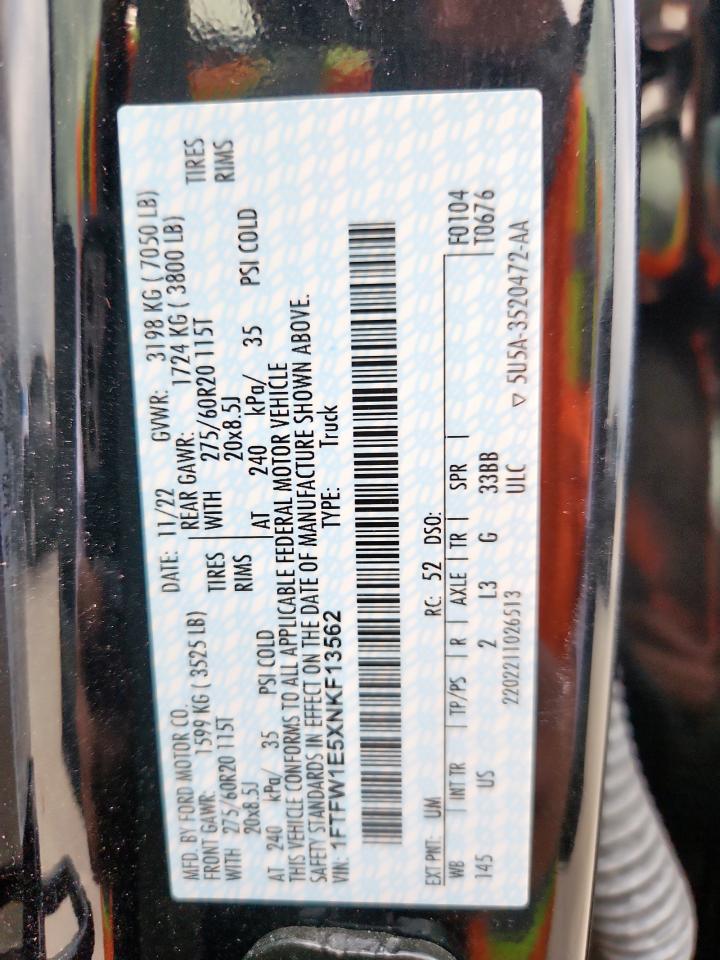 MFD. BY FORD MOTOR CO. DATE: 11/22 GVWR: 3198 KG ( 7050 LB)
FRONT GAWR: 1599 KG ( 3525 LB) REAR GAWR: 1724 KG ( 3800 LB)
WITH 275/60R20 115T TIRES WITH 275/60R20 115T TIRES
20x8.5J RIMS 20x8.5J RIMS
AT 240 kPa/ 35 PSI COLD AT 240 kPa/ 35 PSI COLD
THIS VEHICLE CONFORMS TO ALL APPLICABLE FEDERAL MOTOR VEHICLE
SAFETY STANDARDS IN EFFECT ON THE DATE OF MANUFACTURE SHOWN ABOVE.
VIN: 1FTFW1E5XNKF13562 TYPE: Truck
EXT PNT: UM RC: 52 DSO:
WB INT TR TP/PS R AXLE TR SPR F0104
145 US 2 L3 G 33BB T0676
2202211026513 ULC ▽ 5U5A-3520472-AA